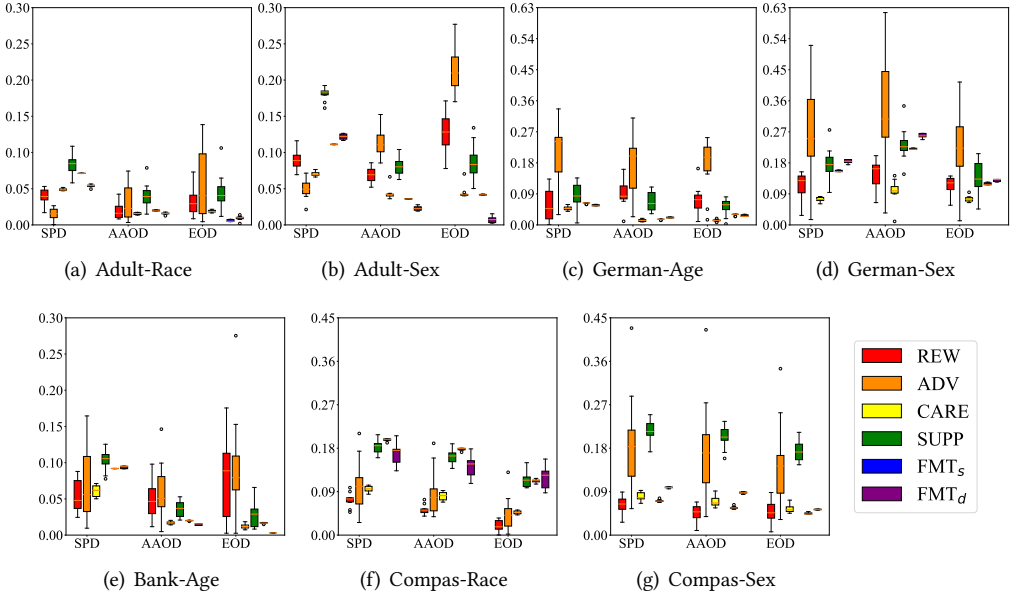 0.30 0.30 0.63 0.63
0.25 0.25 0.54 0.54
0.20 0.20 0.45 0.45
0.36 0.36
0.15 0.15
0.27 0.27
0.10 0.10
0.18 0.18
0.05 0.05 0.09 0.09
0.00 0.00 0.00 0.00
SPD AAOD EOD SPD AAOD EOD SPD AAOD EOD SPD AAOD EOD
(a) Adult-Race (b) Adult-Sex (c) German-Age (d) German-Sex
0.30 0.45 0.45
0.25 0.36 0.36
0.20 0.27 0.27
0.15
0.18 0.18
0.10
0.05 0.09 0.09
0.00 0.00 0.00
SPD AAOD EOD SPD AAOD EOD SPD AAOD EOD
(e) Bank-Age (f) Compas-Race (g) Compas-Sex
REW
ADV
CARE
SUPP
FMTs
FMTd